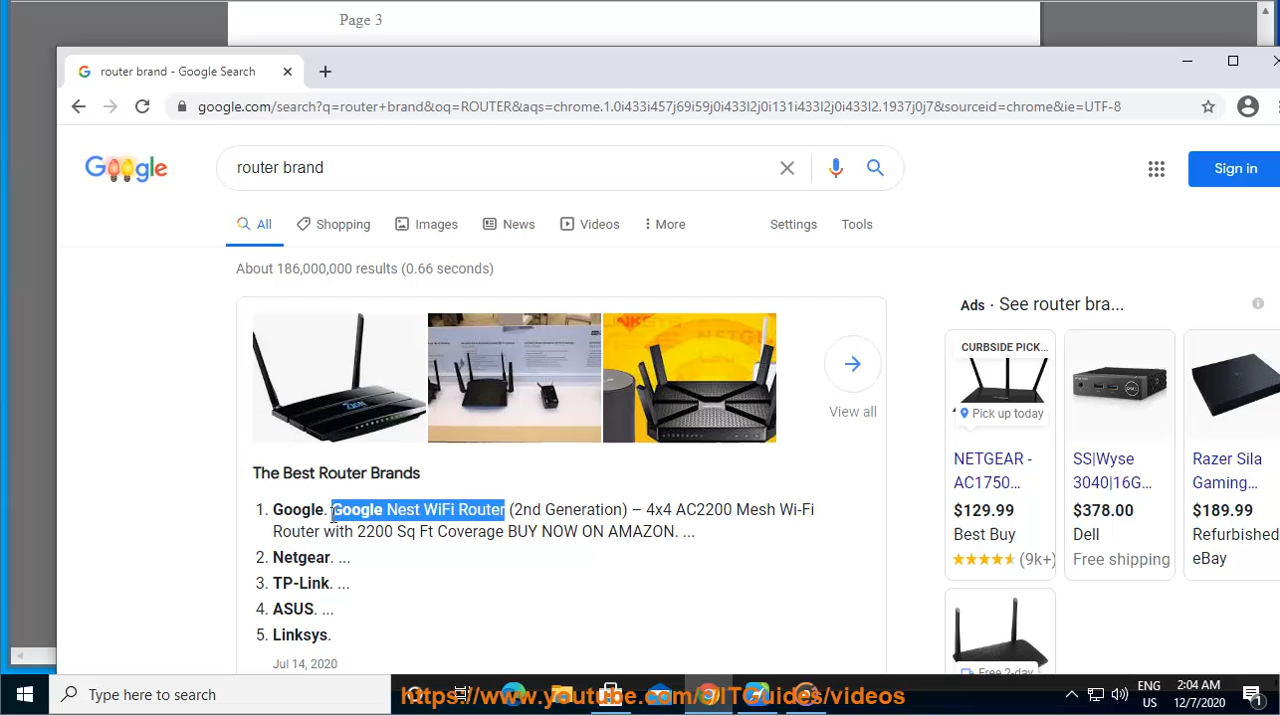 Page 3
router brand - Google Search
google.com/search?q=router+brand&oq=ROUTER&aqs=chrome.1.0i433i457j69i59j0i433l2j0i131i433l2j0i433l2.1937j0j7&sourceid=chrome&ie=UTF-8
Google
router brand
Sign in
All Shopping Images News Videos More Settings Tools
About 186,000,000 results (0.66 seconds)
Ads · See router bra...
View all
The Best Router Brands
1. Google. Google Nest WiFi Router (2nd Generation) – 4x4 AC2200 Mesh Wi-Fi
Router with 2200 Sq Ft Coverage BUY NOW ON AMAZON. ...
2. Netgear. ...
3. TP-Link. ...
4. ASUS. ...
5. Linksys.
Jul 14, 2020
CURBSIDE PICK...
Pick up today
NETGEAR -
AC1750...
$129.99
Best Buy
(9k+)
SS|Wyse
3040|16G...
$378.00
Dell
Free shipping
Razer Sila
Gaming...
$189.99
Refurbished
eBay
Free 2-day
Type here to search
https://www.youtube.com/c/ITGuides/videos
ENG
US
2:04 AM
12/7/2020
1